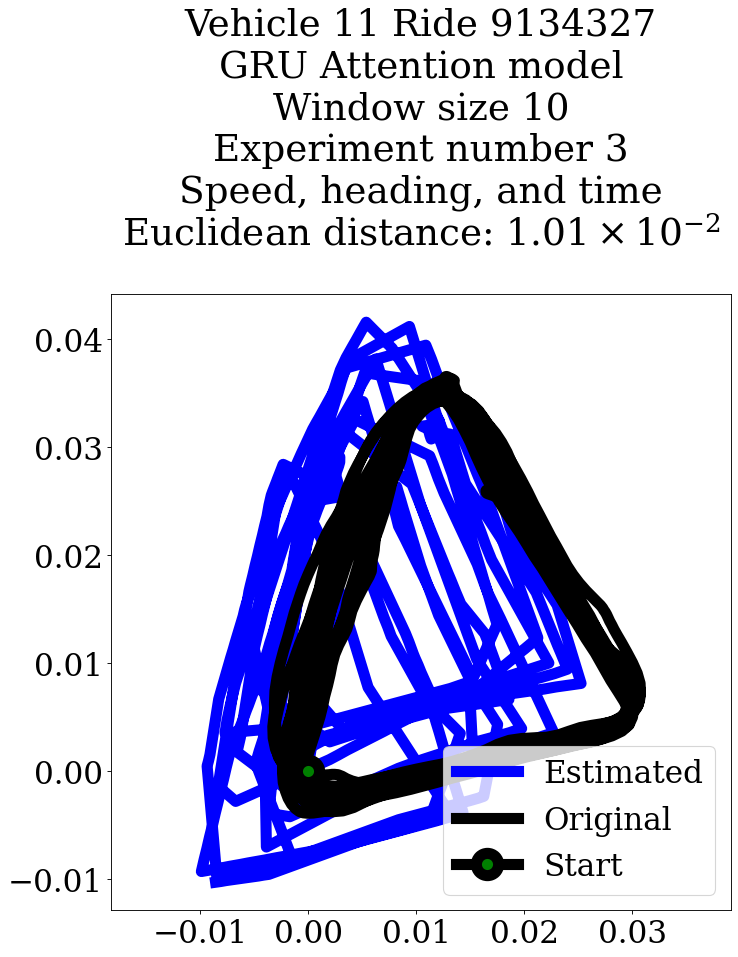 Vehicle 11 Ride 9134327
GRU Attention model
Window size 10
Experiment number 3
Speed, heading, and time
Euclidean distance: 1.01 × 10⁻²
0.04
0.03
0.02
0.01
0.00
−0.01
Estimated
Original
Start
−0.01 0.00 0.01 0.02 0.03